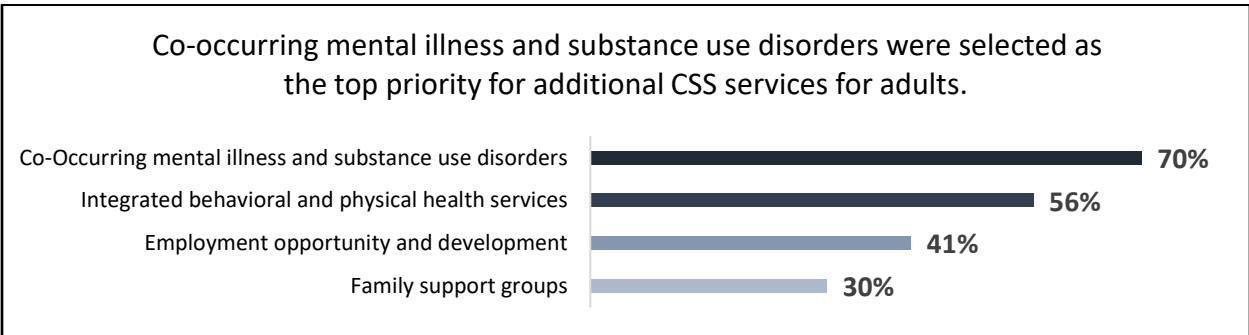 Co-occurring mental illness and substance use disorders were selected as
the top priority for additional CSS services for adults.
Co-Occurring mental illness and substance use disorders 70%
Integrated behavioral and physical health services 56%
Employment opportunity and development 41%
Family support groups 30%